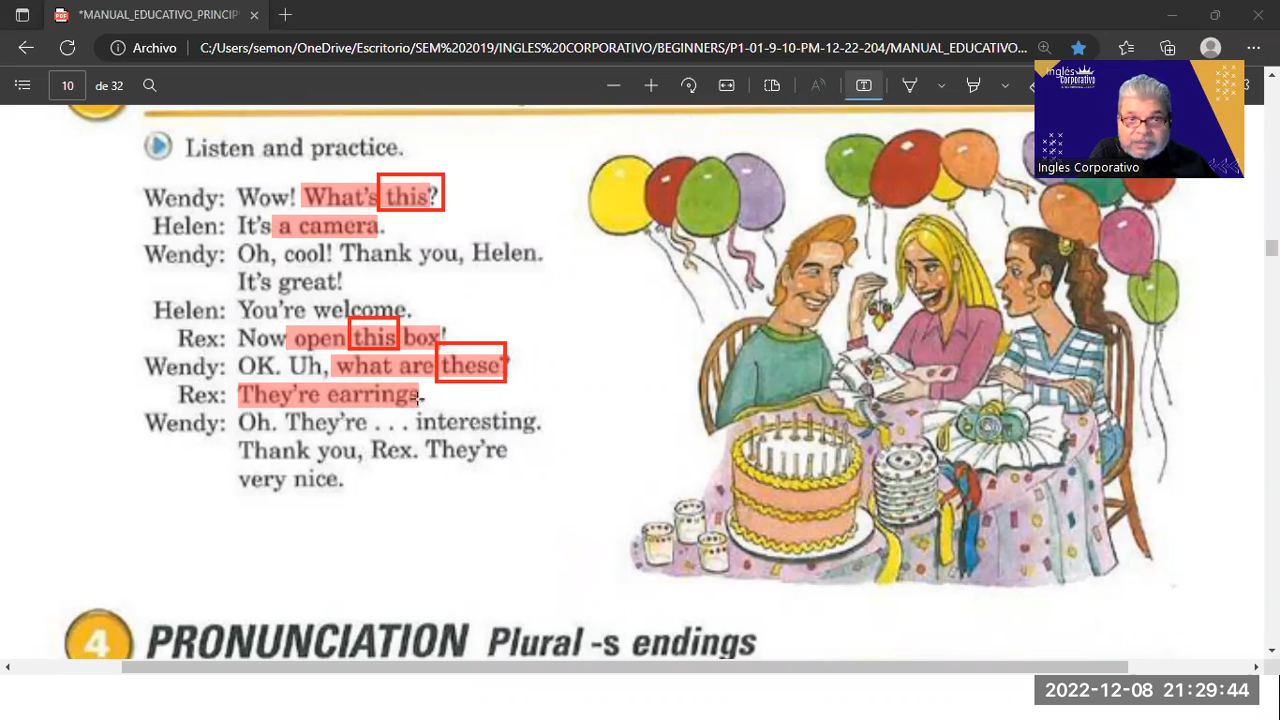 *MANUAL_EDUCATIVO_PRINCIP
Archivo
C:/Users/semon/OneDrive/Escritorio/SEM%202019/INGLES%20CORPORATIVO/BEGINNERS/P1-01-9-10-PM-12-22-204/MANUAL_EDUCATIVO...
10 de 32
Inglés
Corporativo
Ingles Corporativo
Listen and practice.
Wendy: Wow! What's this?
Helen: It's a camera.
Wendy: Oh, cool! Thank you, Helen.
It's great!
Helen: You're welcome.
Rex: Now open this box!
Wendy: OK. Uh, what are these?
Rex: They're earrings.
Wendy: Oh. They're . . . interesting.
Thank you, Rex. They're
very nice.
4 PRONUNCIATION Plural -s endings
2022-12-08 21:29:44